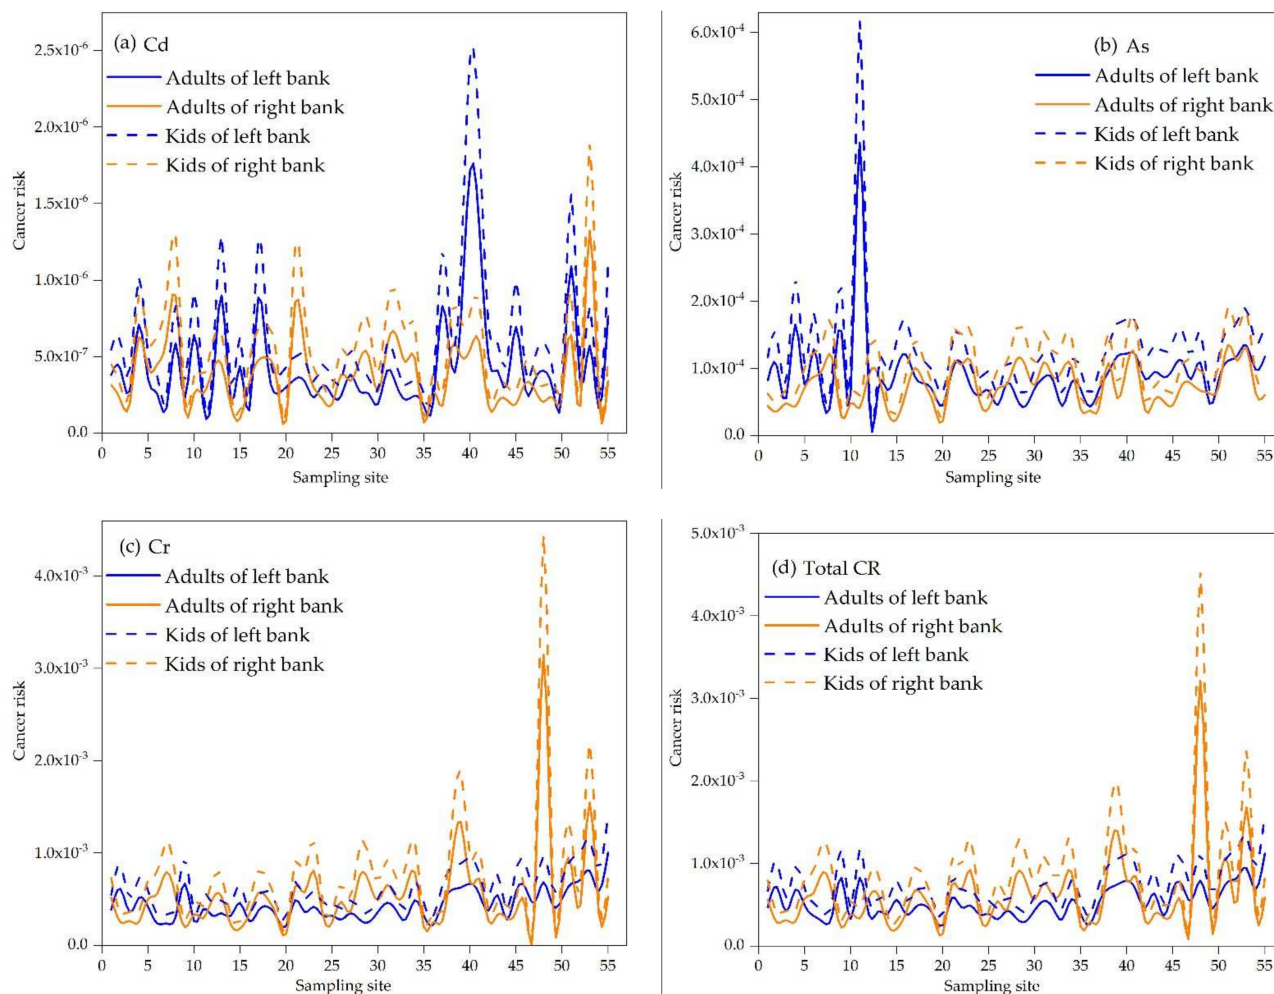 (a) Cd
Adults of left bank
Adults of right bank
Kids of left bank
Kids of right bank
Cancer risk
2.5x10-6
2.0x10-6
1.5x10-6
1.0x10-6
5.0x10-7
0.0
0 5 10 15 20 25 30 35 40 45 50 55
Sampling site
(b) As
Adults of left bank
Adults of right bank
Kids of left bank
Kids of right bank
Cancer risk
6.0x10-4
5.0x10-4
4.0x10-4
3.0x10-4
2.0x10-4
1.0x10-4
0.0
0 5 10 15 20 25 30 35 40 45 50 55
Sampling site
(c) Cr
Adults of left bank
Adults of right bank
Kids of left bank
Kids of right bank
Cancer risk
4.0x10-3
3.0x10-3
2.0x10-3
1.0x10-3
0.0
0 5 10 15 20 25 30 35 40 45 50 55
Sampling site
(d) Total CR
Adults of left bank
Adults of right bank
Kids of left bank
Kids of right bank
Cancer risk
5.0x10-3
4.0x10-3
3.0x10-3
2.0x10-3
1.0x10-3
0.0
0 5 10 15 20 25 30 35 40 45 50 55
Sampling site